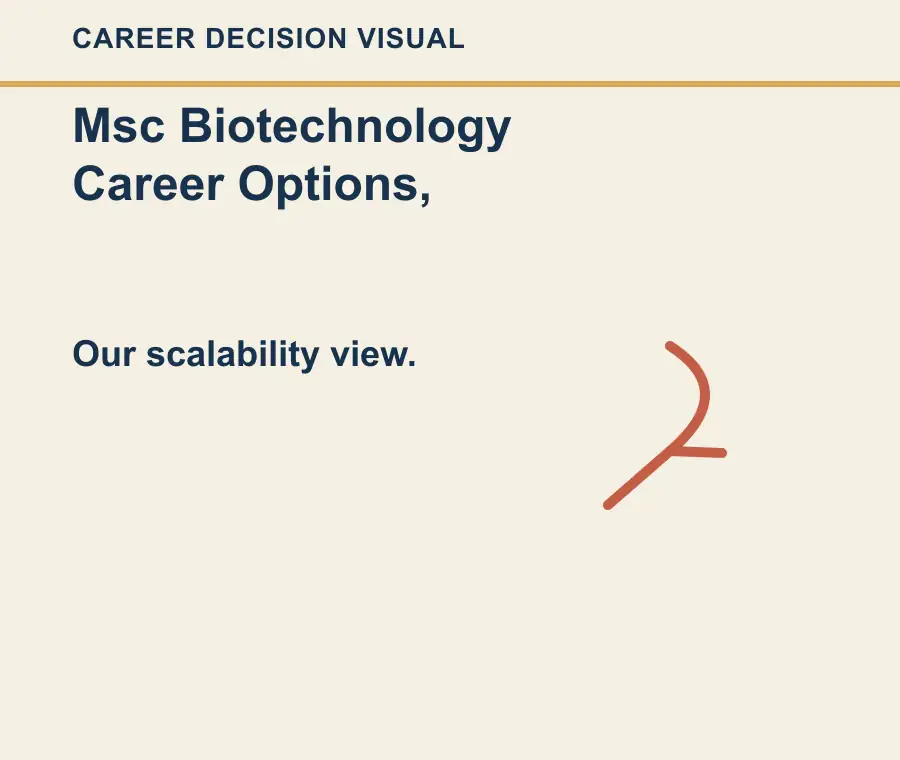 CAREER DECISION VISUAL
Msc Biotechnology
Career Options,
Our scalability view.